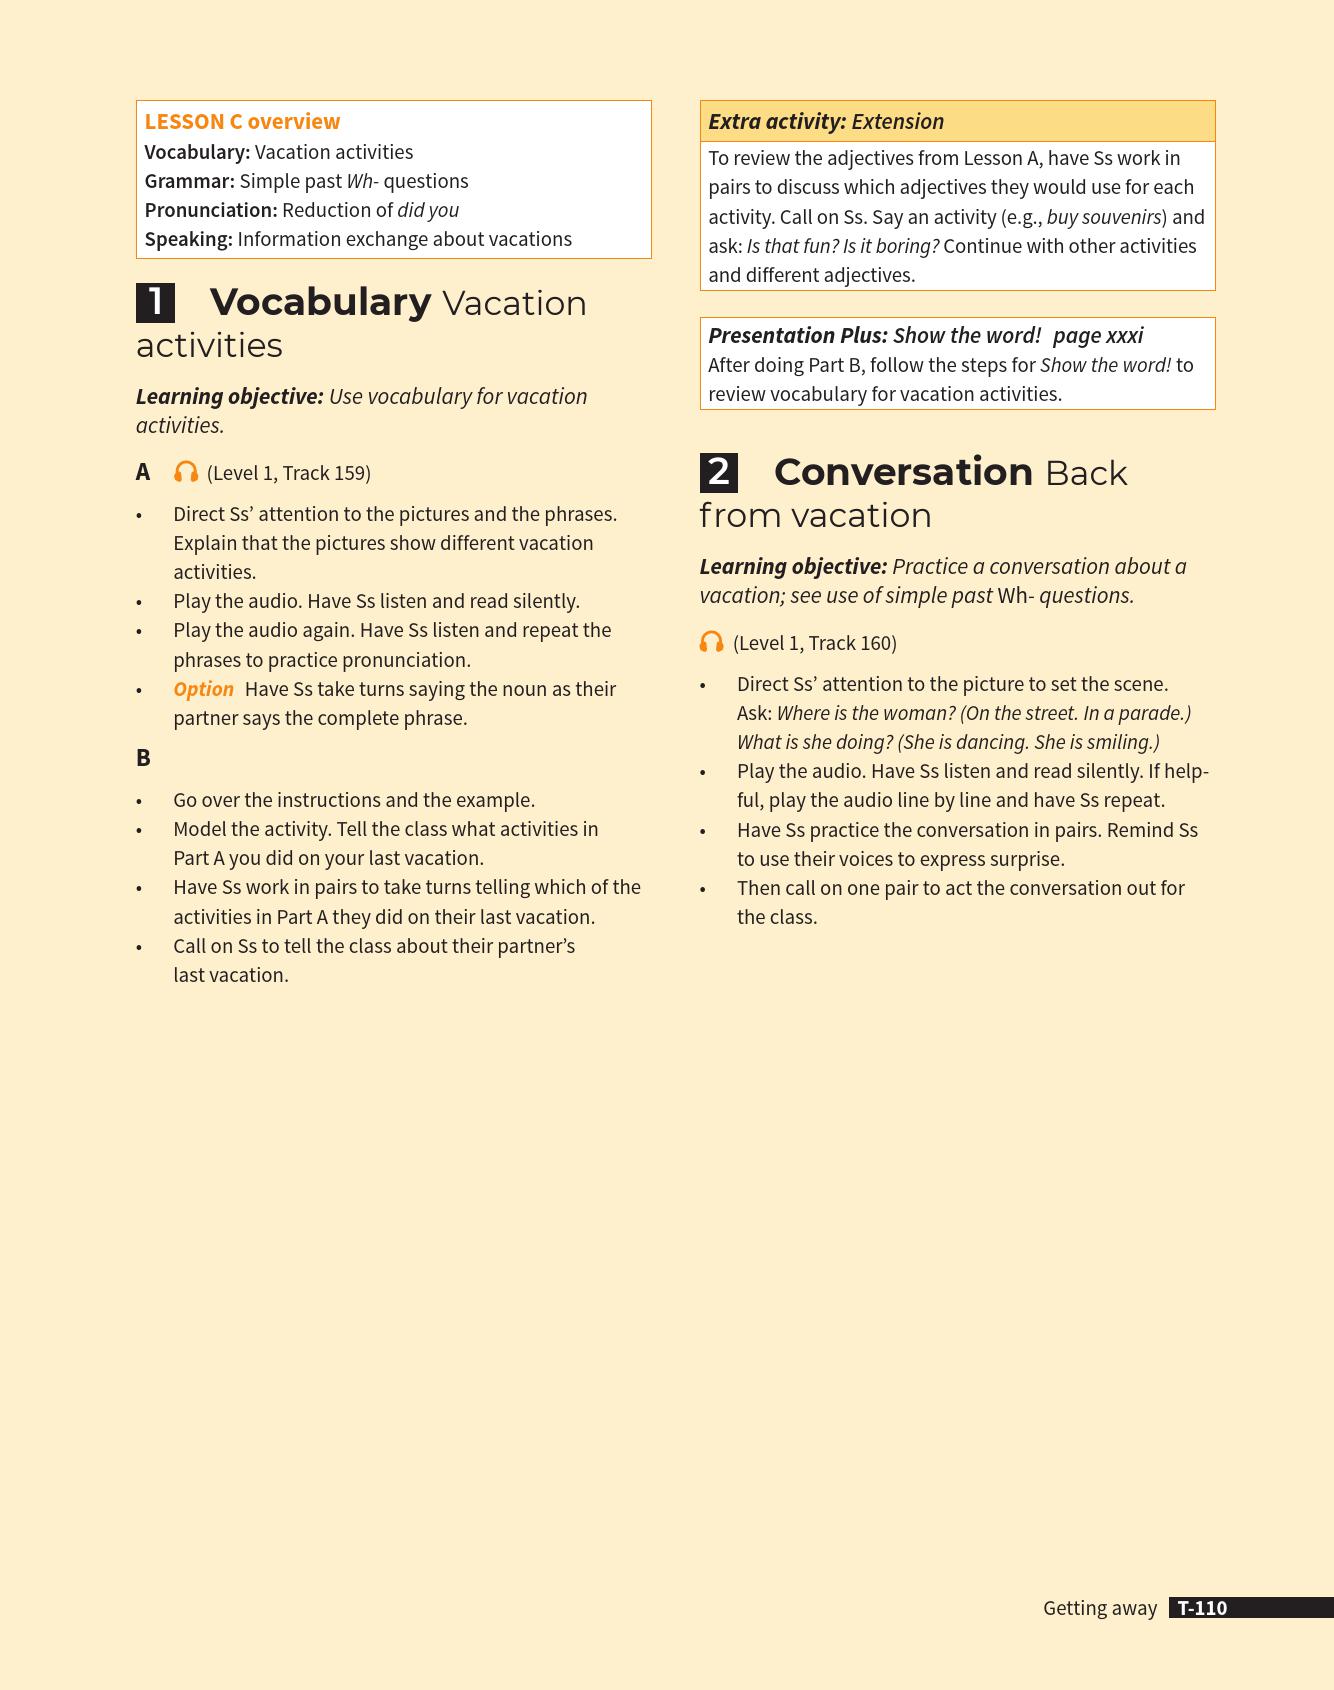 LESSON C overview
Vocabulary: Vacation activities
Grammar: Simple past Wh- questions
Pronunciation: Reduction of did you
Speaking: Information exchange about vacations
1 Vocabulary Vacation
activities
Learning objective: Use vocabulary for vacation
activities.
A (Level 1, Track 159)
• Direct Ss’ attention to the pictures and the phrases.
Explain that the pictures show different vacation
activities.
• Play the audio. Have Ss listen and read silently.
• Play the audio again. Have Ss listen and repeat the
phrases to practice pronunciation.
• Option Have Ss take turns saying the noun as their
partner says the complete phrase.
B
• Go over the instructions and the example.
• Model the activity. Tell the class what activities in
Part A you did on your last vacation.
• Have Ss work in pairs to take turns telling which of the
activities in Part A they did on their last vacation.
• Call on Ss to tell the class about their partner’s
last vacation.
Extra activity: Extension
To review the adjectives from Lesson A, have Ss work in
pairs to discuss which adjectives they would use for each
activity. Call on Ss. Say an activity (e.g., buy souvenirs) and
ask: Is that fun? Is it boring? Continue with other activities
and different adjectives.
Presentation Plus: Show the word! page xxxi
After doing Part B, follow the steps for Show the word! to
review vocabulary for vacation activities.
2 Conversation Back
from vacation
Learning objective: Practice a conversation about a
vacation; see use of simple past Wh- questions.
(Level 1, Track 160)
• Direct Ss’ attention to the picture to set the scene.
Ask: Where is the woman? (On the street. In a parade.)
What is she doing? (She is dancing. She is smiling.)
• Play the audio. Have Ss listen and read silently. If help-
ful, play the audio line by line and have Ss repeat.
• Have Ss practice the conversation in pairs. Remind Ss
to use their voices to express surprise.
• Then call on one pair to act the conversation out for
the class.
Getting away T-110